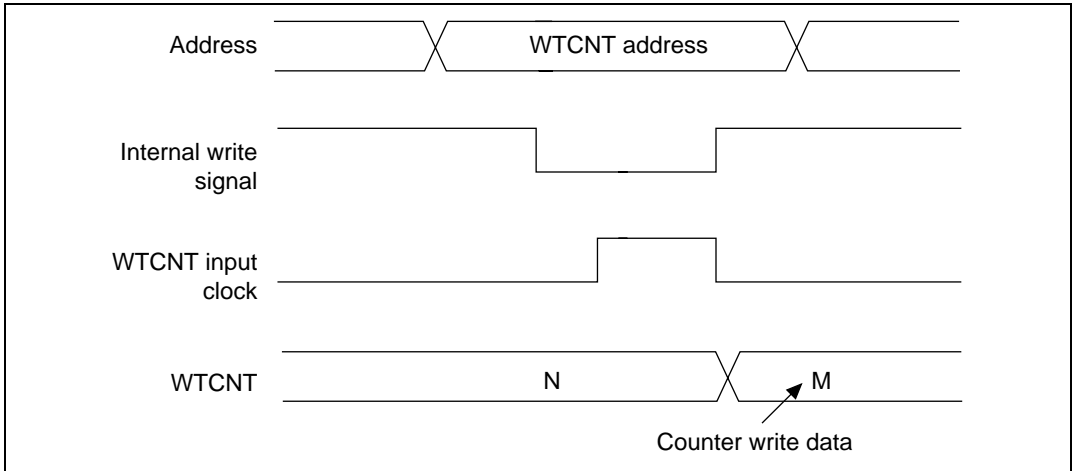 Address
WTCNT address
Internal write
signal
WTCNT input
clock
WTCNT
N
M
Counter write data